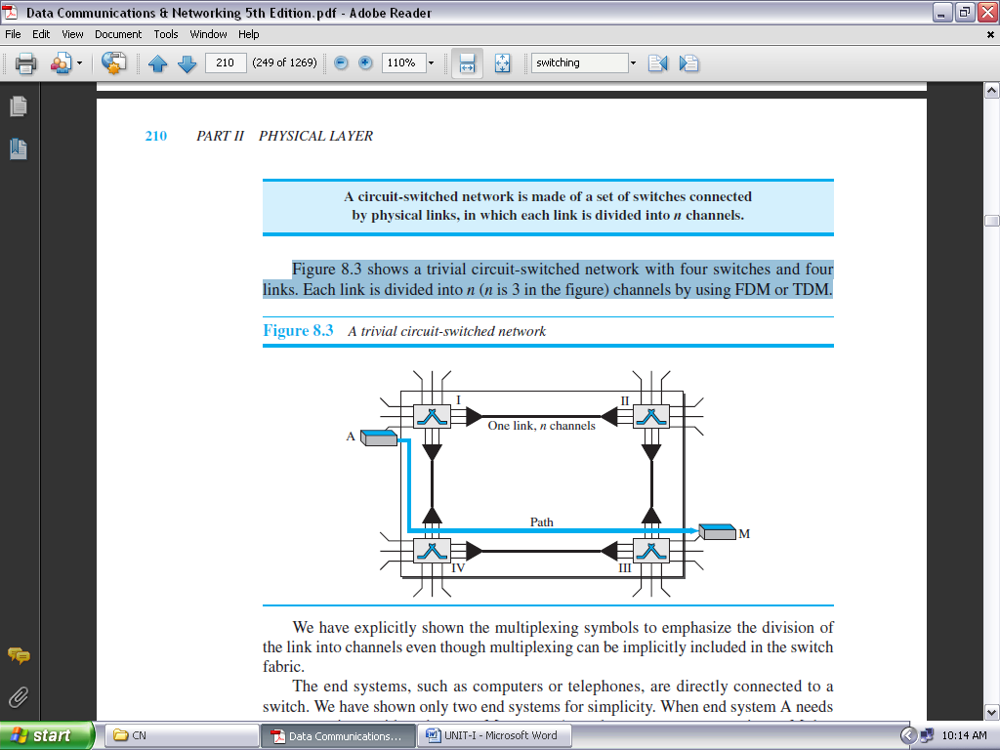 Data Communications & Networking 5th Edition.pdf - Adobe Reader
File Edit View Document Tools Window Help
210 (249 of 1269) 110% switching
210 PART II PHYSICAL LAYER
A circuit-switched network is made of a set of switches connected
by physical links, in which each link is divided into n channels.
Figure 8.3 shows a trivial circuit-switched network with four switches and four
links. Each link is divided into n (n is 3 in the figure) channels by using FDM or TDM.
Figure 8.3 A trivial circuit-switched network
I II
One link, n channels
A
Path
M
IV III
We have explicitly shown the multiplexing symbols to emphasize the division of
the link into channels even though multiplexing can be implicitly included in the switch
fabric.
The end systems, such as computers or telephones, are directly connected to a
switch. We have shown only two end systems for simplicity. When end system A needs
start CN Data Communications... UNIT-I - Microsoft Word 10:14 AM